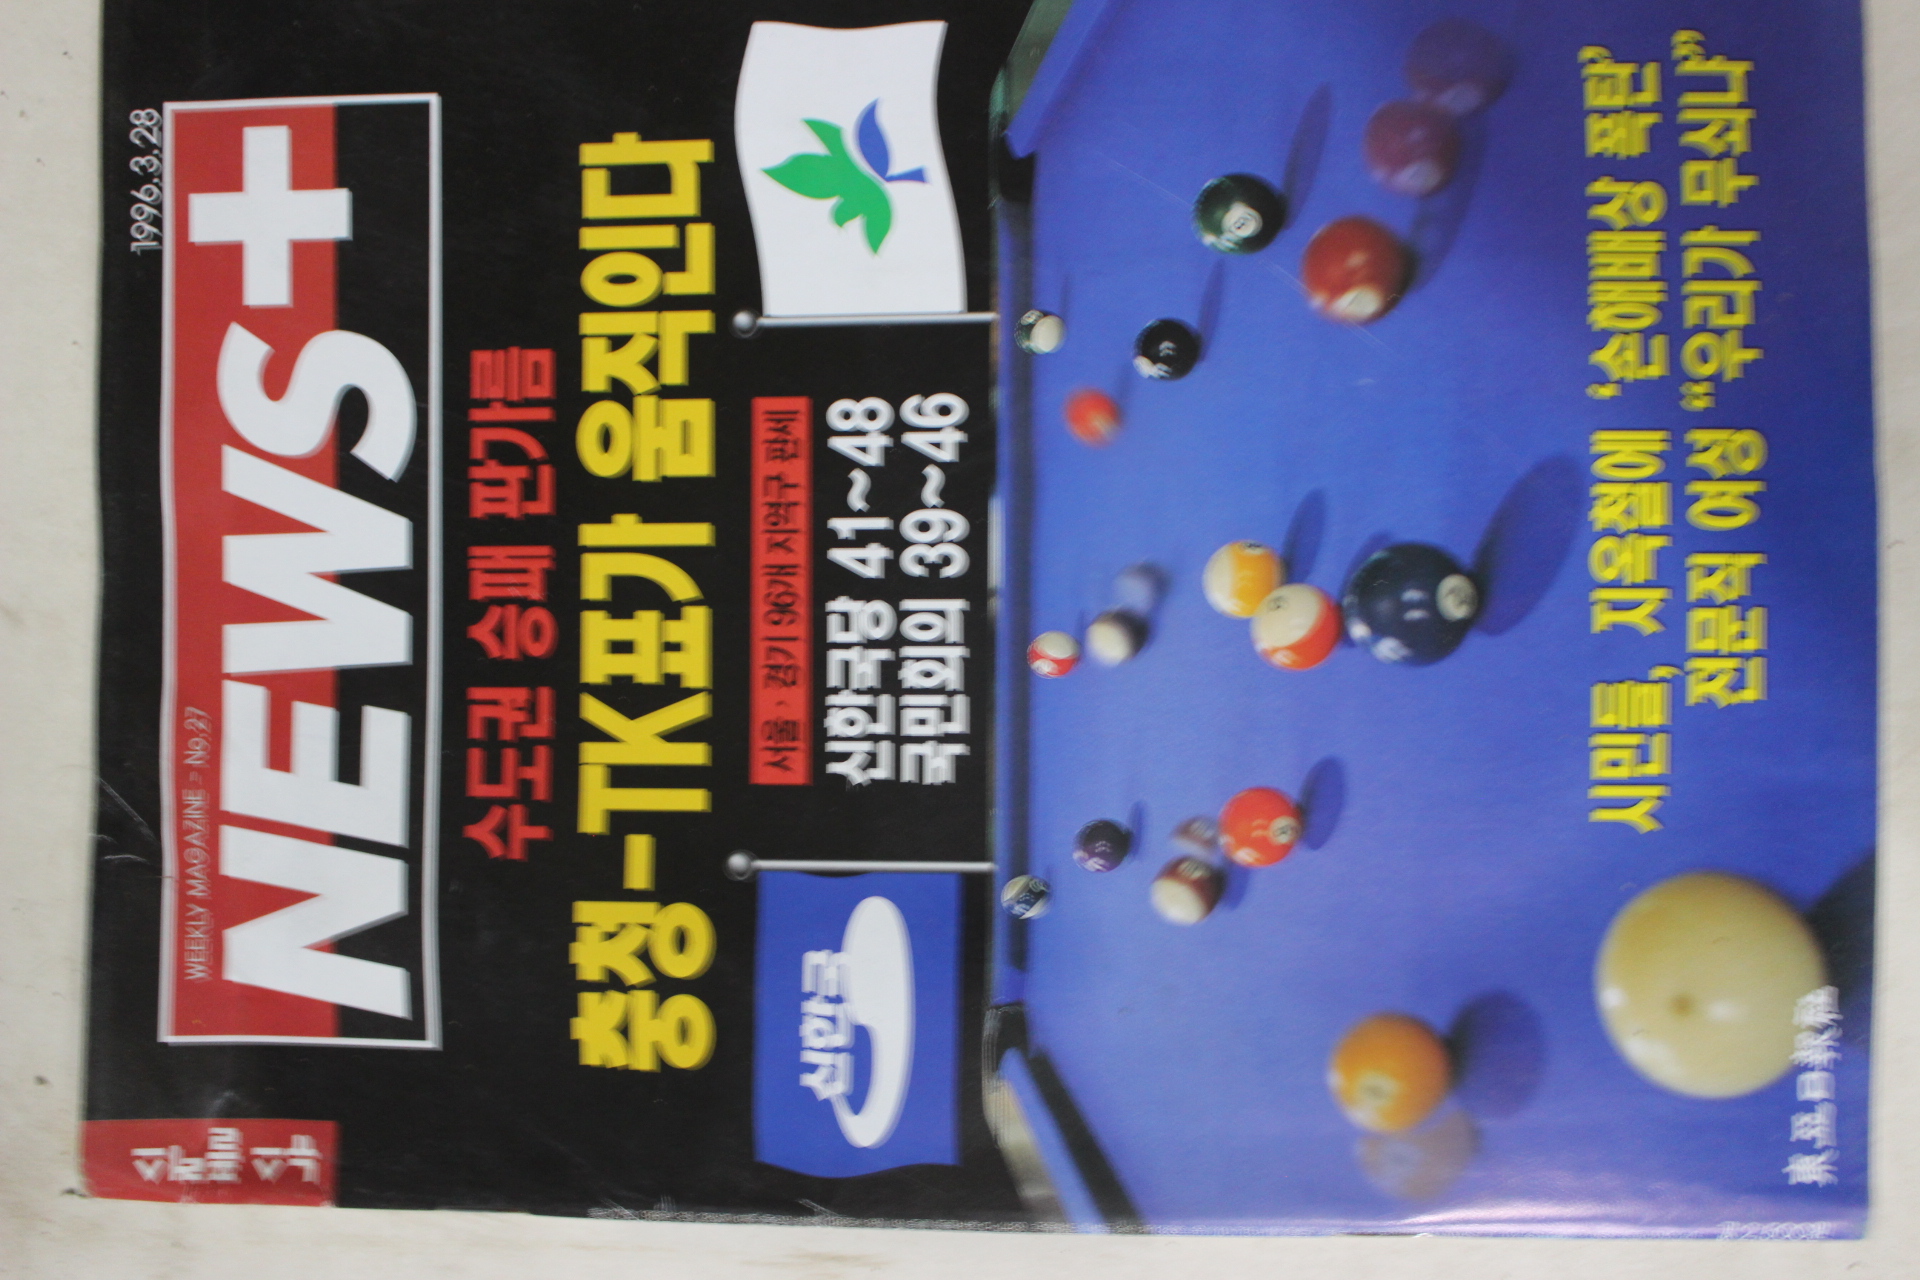 1996.3.28
WEEKLY MAGAZINE No.27
NEWS+
시판
새매
수도권 승패 판가름
충청-TK표가 움직인다
서울·경기 96개 지역구 판세
신한국당 41~48
국민회의 39~46
신한국
시민들, 지옥철에 '손해배상 폭탄'
전문직 여성 "우리가 무쇠냐"
東亞日報社